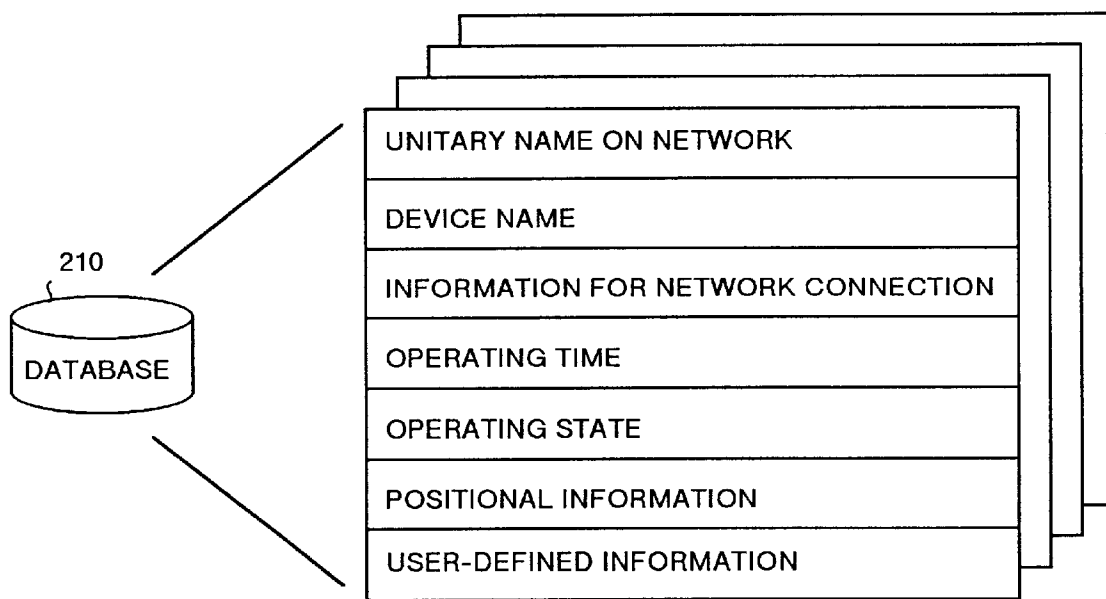 210
DATABASE
UNITARY NAME ON NETWORK
DEVICE NAME
INFORMATION FOR NETWORK CONNECTION
OPERATING TIME
OPERATING STATE
POSITIONAL INFORMATION
USER-DEFINED INFORMATION